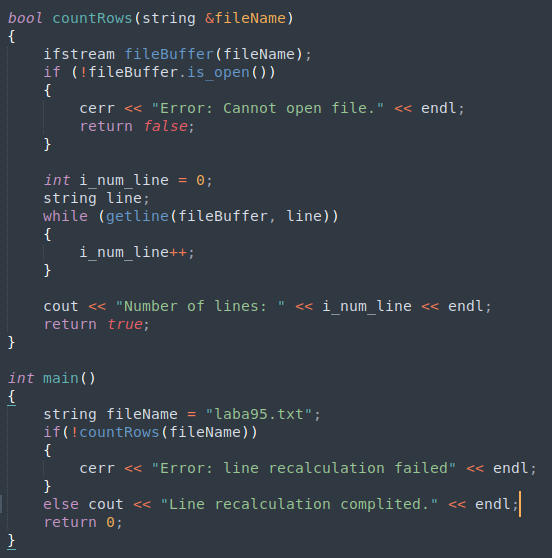 bool countRows(string &fileName)
{
    ifstream fileBuffer(fileName);
    if (!fileBuffer.is_open())
    {
        cerr << "Error: Cannot open file." << endl;
        return false;
    }

    int i_num_line = 0;
    string line;
    while (getline(fileBuffer, line))
    {
        i_num_line++;
    }

    cout << "Number of lines: " << i_num_line << endl;
    return true;
}

int main()
{
    string fileName = "laba95.txt";
    if(!countRows(fileName))
    {
        cerr << "Error: line recalculation failed" << endl;
    }
    else cout << "Line recalculation complited." << endl;
    return 0;
}